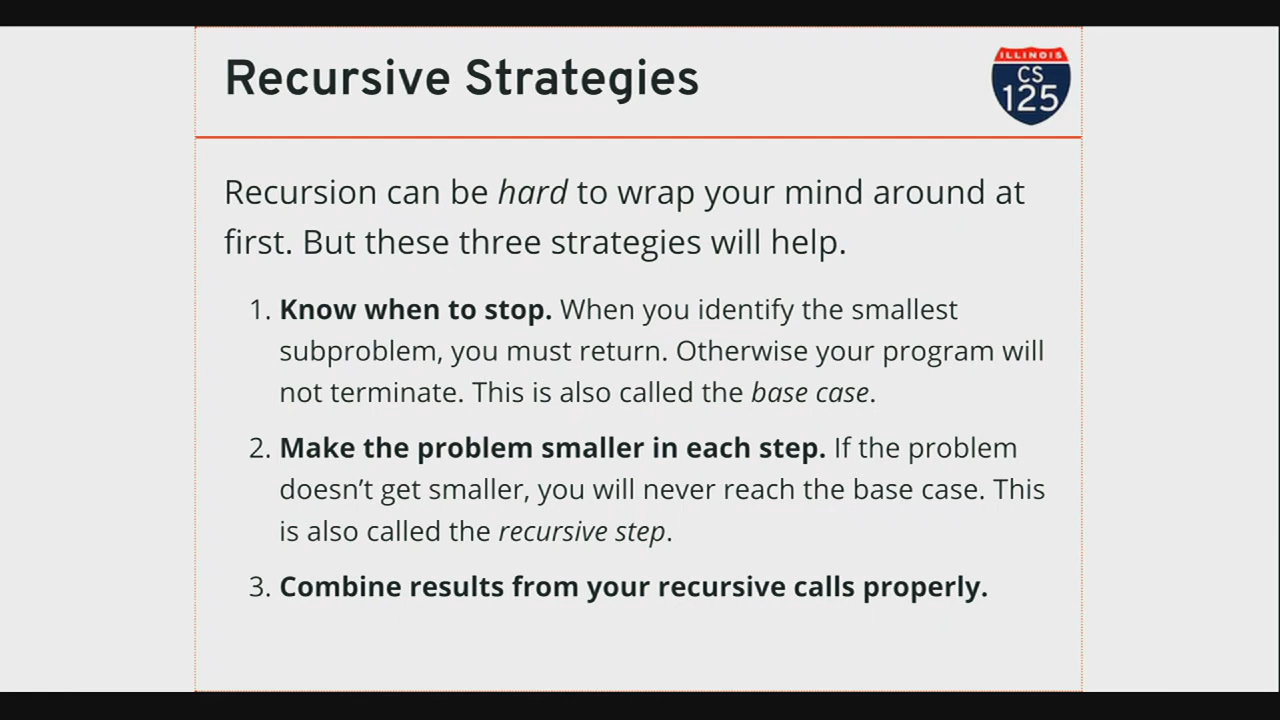 Recursive Strategies
ILLINOIS
CS
125
Recursion can be hard to wrap your mind around at
first. But these three strategies will help.
1. Know when to stop. When you identify the smallest
subproblem, you must return. Otherwise your program will
not terminate. This is also called the base case.
2. Make the problem smaller in each step. If the problem
doesn't get smaller, you will never reach the base case. This
is also called the recursive step.
3. Combine results from your recursive calls properly.